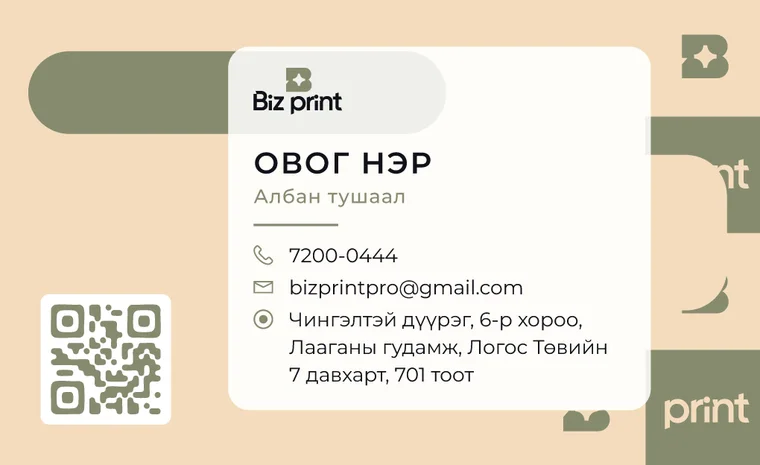 Biz print
ОВОГ НЭР
Албан тушаал
7200-0444
bizprintpro@gmail.com
Чингэлтэй дүүрэг, 6-р хороо,
Лааганы гудамж, Логос Төвийн
7 давхарт, 701 тоот
B
nt
print